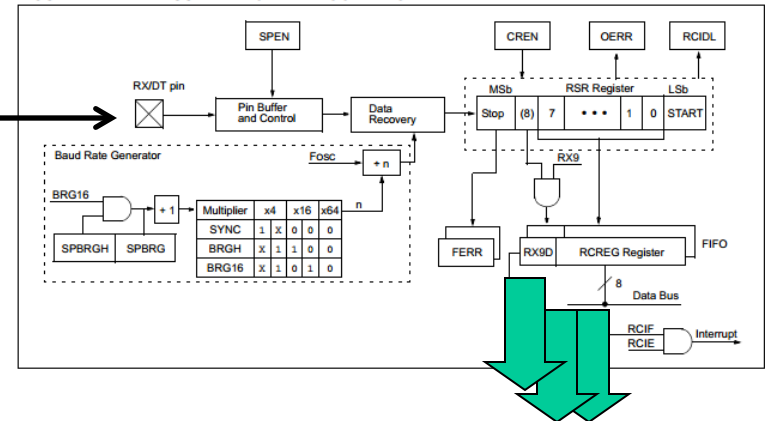 SPEN
CREN
OERR
RCIDL
RX/DT pin
Pin Buffer
and Control
Data
Recovery
MSb
RSR Register
LSb
Stop (8) 7 • • • 1 0 START
Baud Rate Generator
Fosc
÷ n
RX9
BRG16
+ 1
n
Multiplier x4 x16 x64
SYNC 1 X 0 0 0
BRGH X 1 1 0 0
BRG16 X 1 0 1 0
SPBRGH SPBRG
FERR
RX9D RCREG Register
FIFO
8
Data Bus
RCIF
RCIE
Interrupt